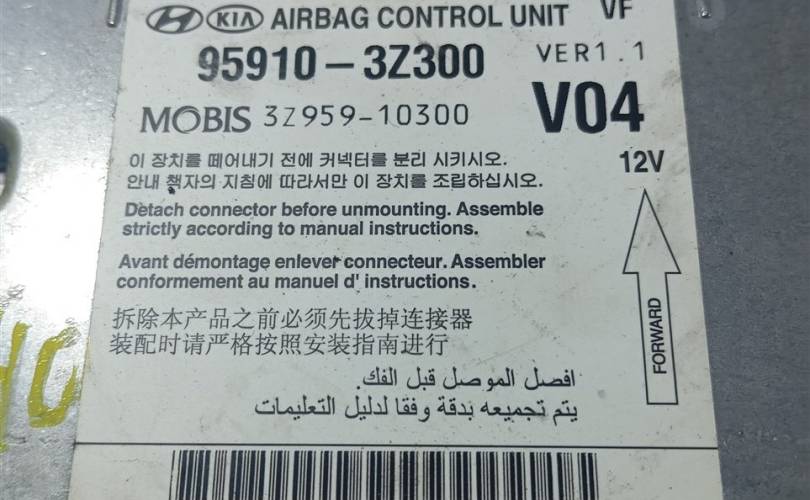 HYUNDAI KIA AIRBAG CONTROL UNIT VF
95910-3Z300 VER1.1
MOBIS 3Z959-10300 V04
이 장치를 떼어내기 전에 커넥터를 분리 시키시오. 12V
안내 책자의 지침에 따라서만 이 장치를 조립하십시오.
Detach connector before unmounting. Assemble
strictly according to manual instructions.
Avant démontage enlever connecteur. Assembler
conformement au manuel d' instructions.
FORWARD
拆除本产品之前必须先拔掉连接器
装配时请严格按照安装指南进行
افصل الموصل قبل الفك.
يتم تجميعه بدقة وفقا لدليل التعليمات